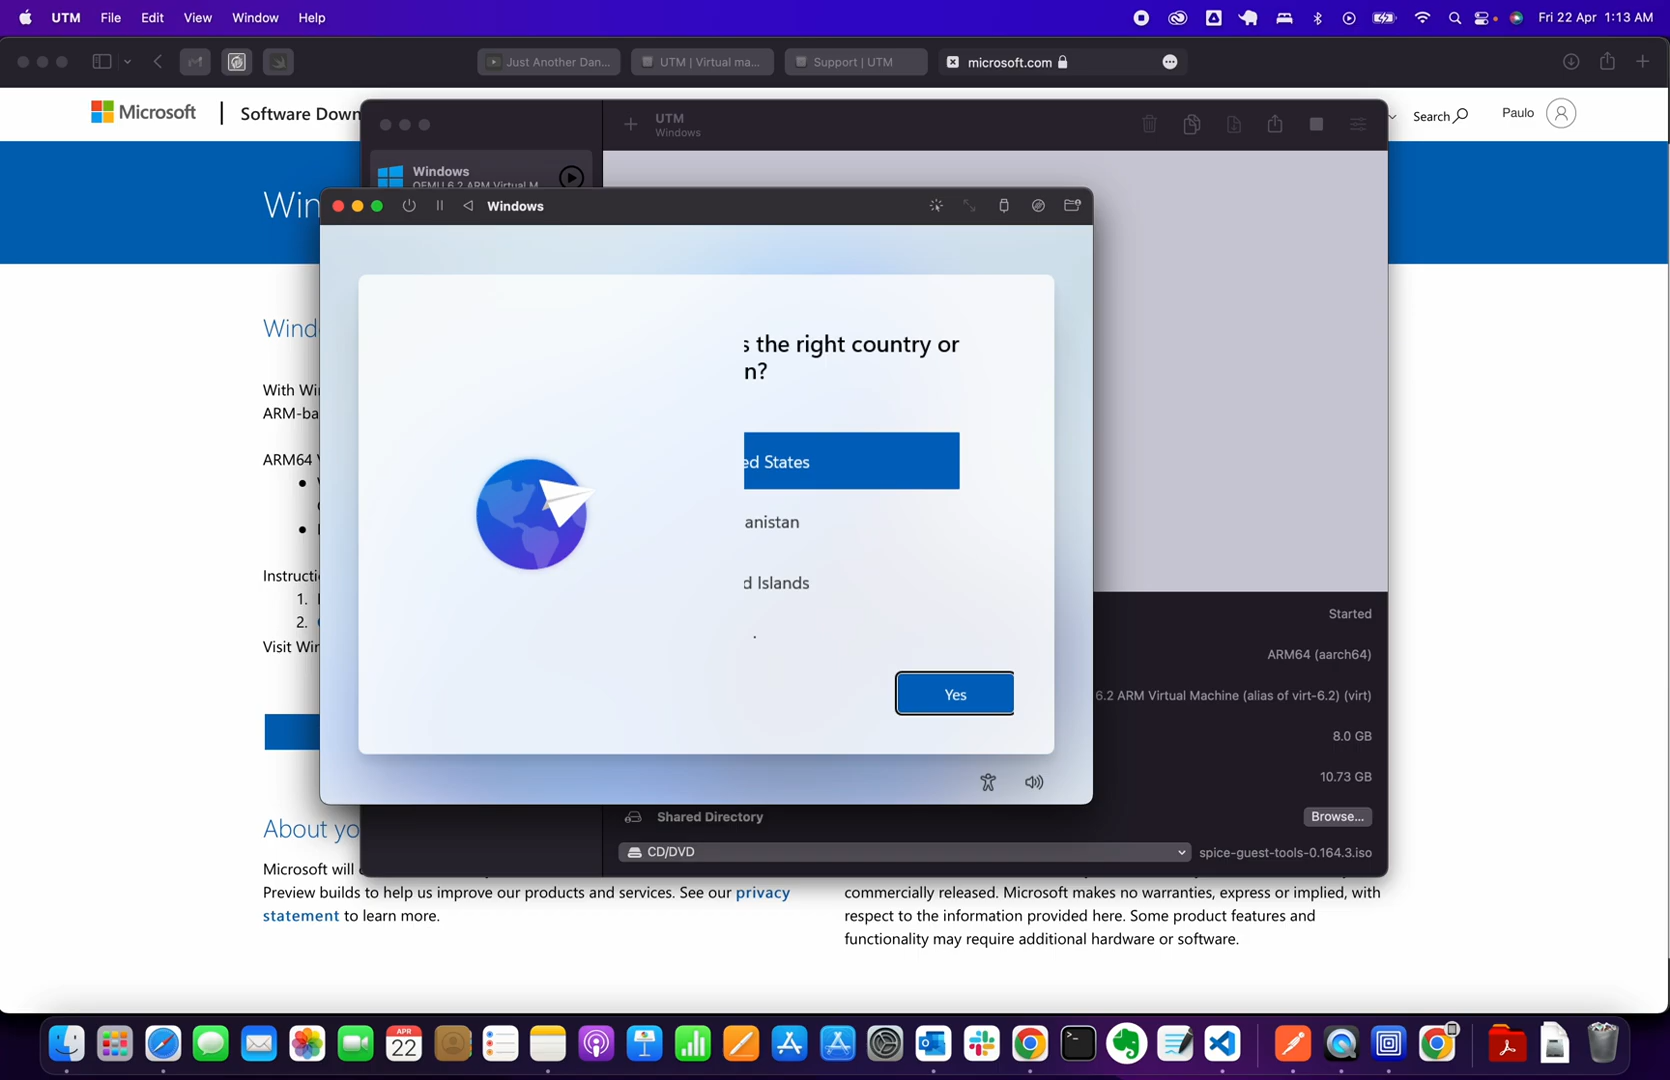 UTM File Edit View Window Help
Fri 22 Apr 1:13 AM
Just Another Dan...
UTM | Virtual ma...
Support | UTM
microsoft.com
Microsoft
Software Down
Search
Paulo
UTM
Windows
Windows
QEMU 6.2 ARM Virtual M
Win
Windows
s the right country or
n?
ed States
anistan
d Islands
Yes
Wind
With Wi
ARM-ba
ARM64
Instructi
1.
2.
Visit Wir
Started
ARM64 (aarch64)
6.2 ARM Virtual Machine (alias of virt-6.2) (virt)
8.0 GB
10.73 GB
Shared Directory
Browse...
CD/DVD
spice-guest-tools-0.164.3.iso
About yo
Microsoft will
Preview builds to help us improve our products and services. See our privacy
statement to learn more.
commercially released. Microsoft makes no warranties, express or implied, with
respect to the information provided here. Some product features and
functionality may require additional hardware or software.
APR
22